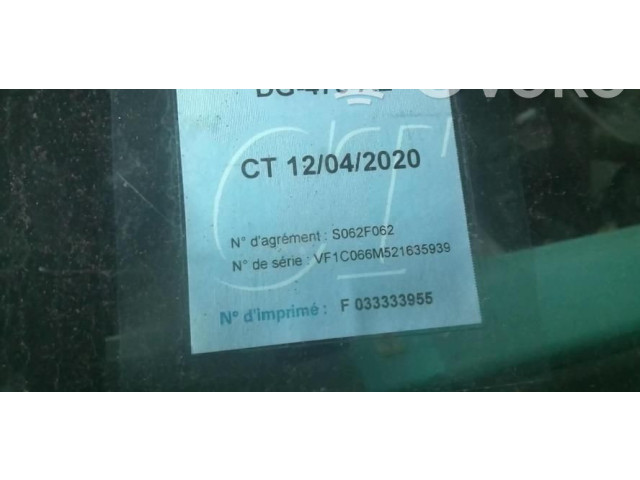 CT 12/04/2020
N° d'agrément : S062F062
N° de série : VF1C066M521635939
N° d'imprimé : F 033333955